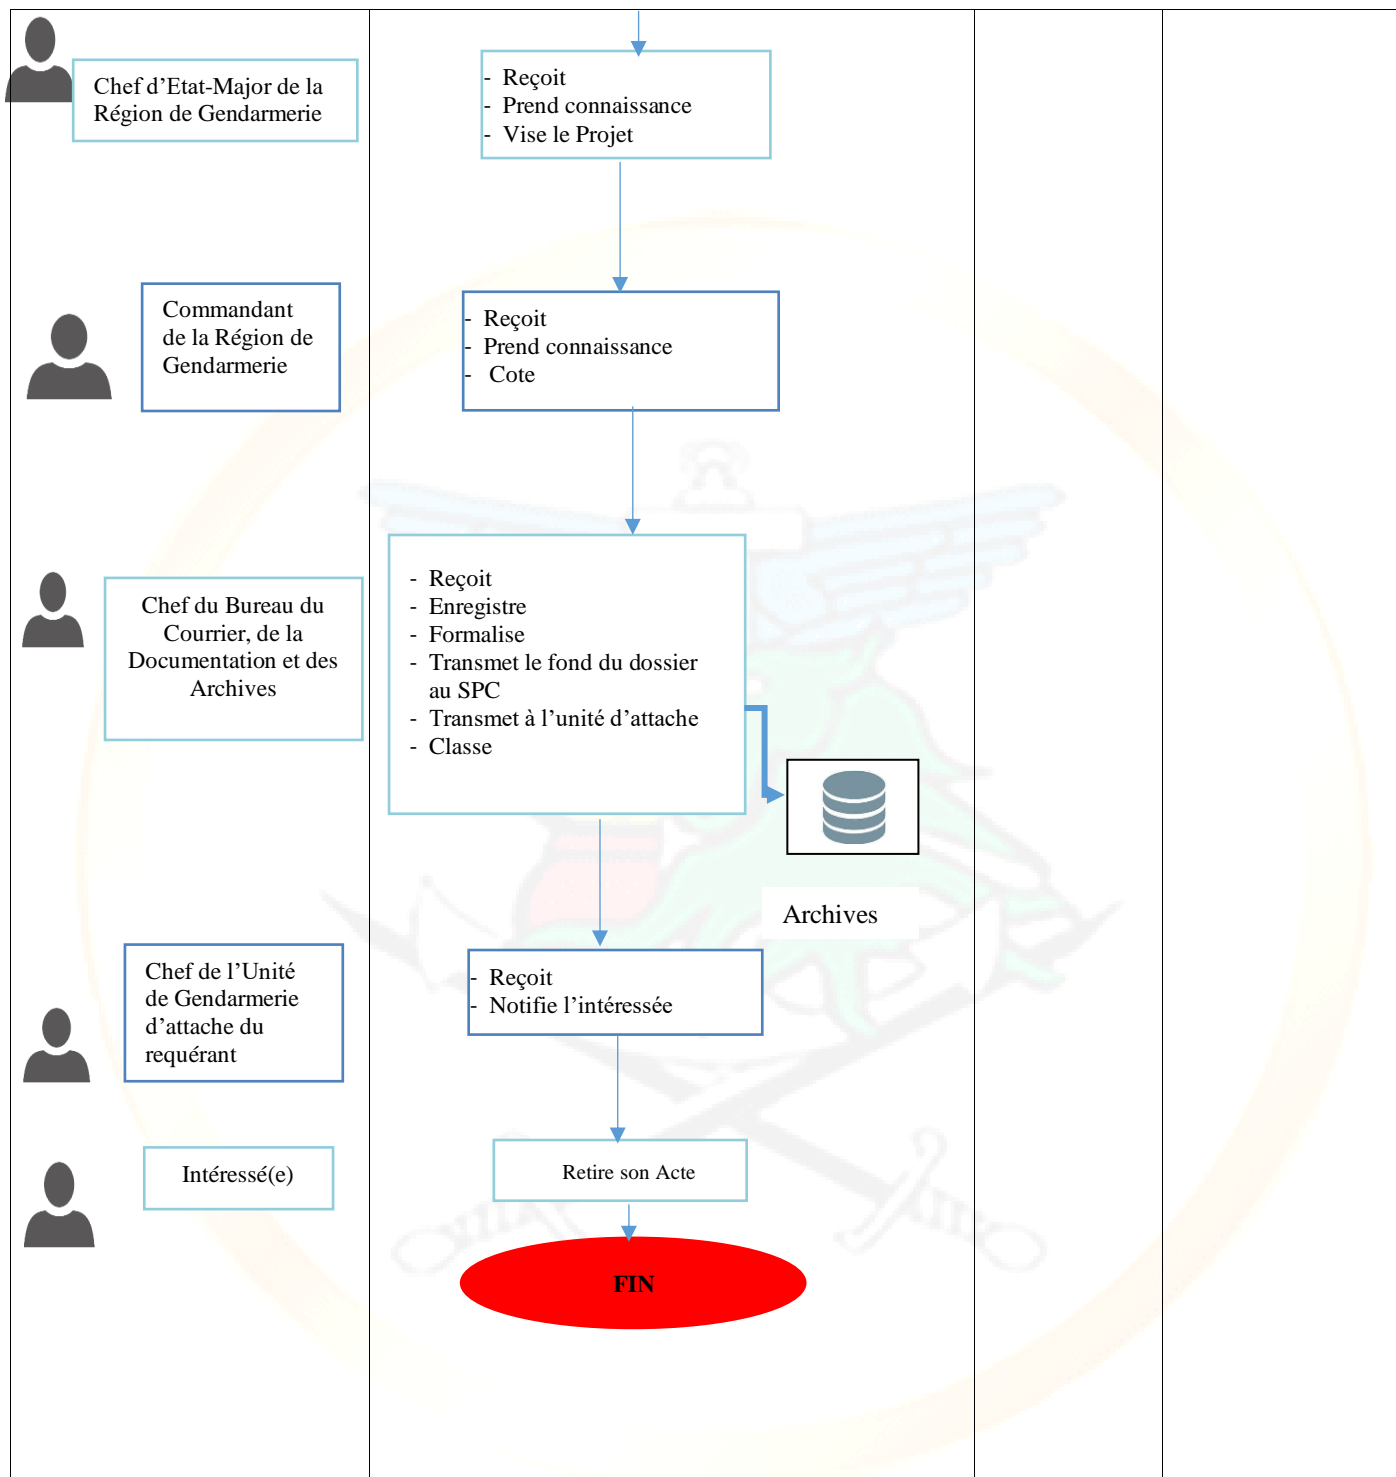 Chef d’Etat-Major de la
Région de Gendarmerie
- Reçoit
- Prend connaissance
- Vise le Projet
Commandant
de la Région de
Gendarmerie
- Reçoit
- Prend connaissance
- Cote
Chef du Bureau du
Courrier, de la
Documentation et des
Archives
- Reçoit
- Enregistre
- Formalise
- Transmet le fond du dossier
au SPC
- Transmet à l’unité d’attache
- Classe
Archives
Chef de l’Unité
de Gendarmerie
d’attache du
requérant
- Reçoit
- Notifie l’intéressée
Intéressé(e)
Retire son Acte
FIN